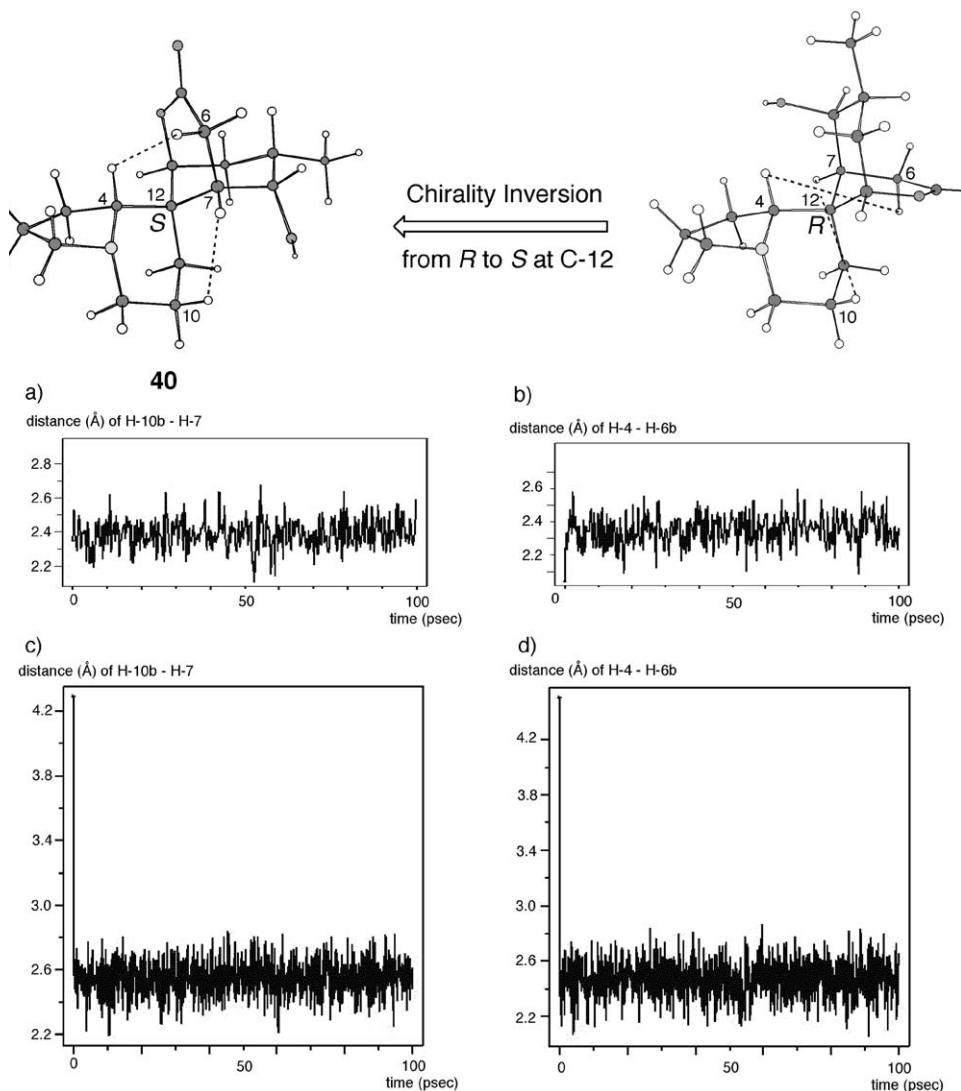 6
4
12
7
S
10
40
Chirality Inversion
from R to S at C-12
7
6
4
12
R
10
a)
distance (Å) of H-10b - H-7
2.8
2.6
2.4
2.2
0
50
100
time (psec)
b)
distance (Å) of H-4 - H-6b
2.6
2.4
2.2
0
50
100
time (psec)
c)
distance (Å) of H-10b - H-7
4.2
3.8
3.4
3.0
2.6
2.2
0
50
100
time (psec)
d)
distance (Å) of H-4 - H-6b
4.2
3.8
3.4
3.0
2.6
2.2
0
50
100
time (psec)